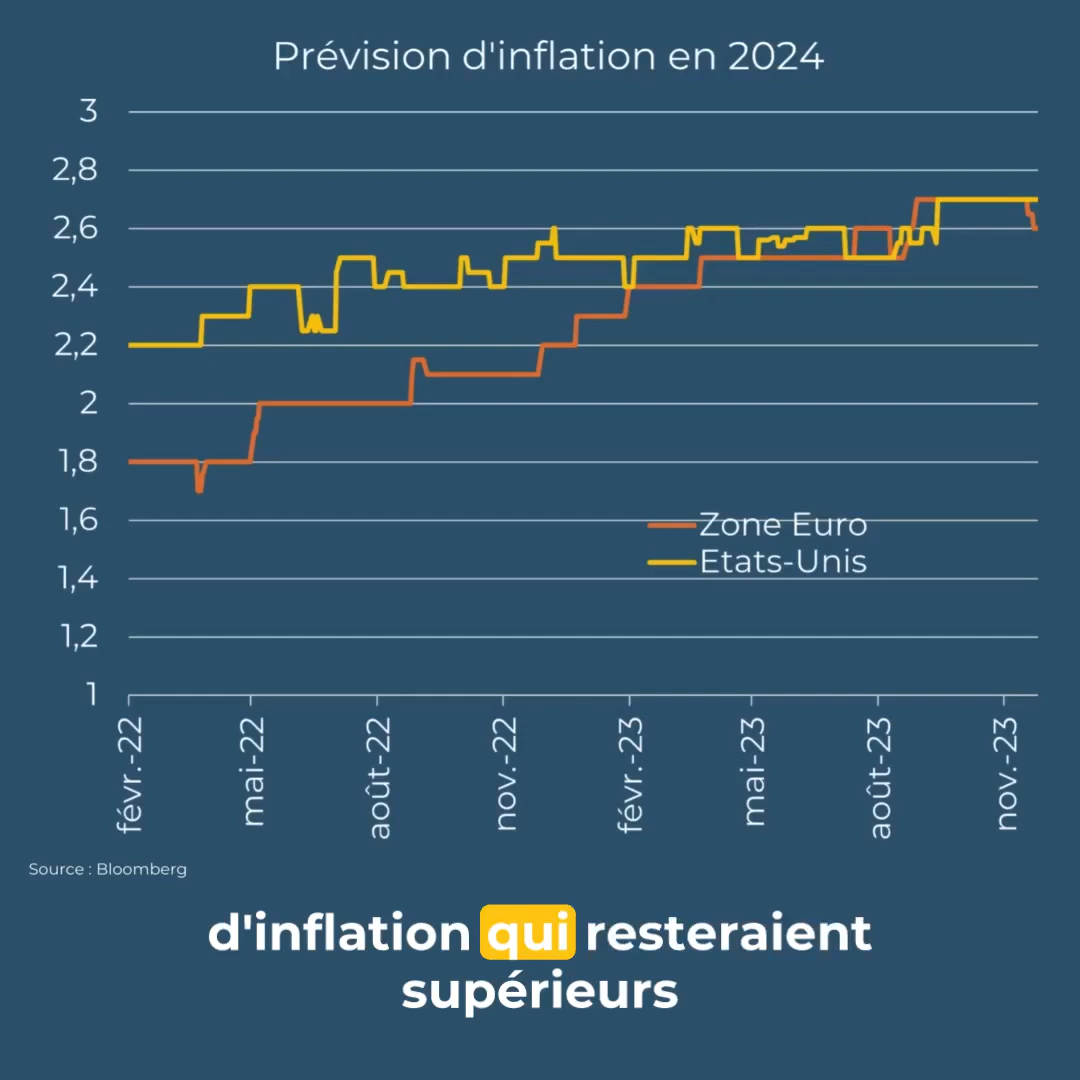 Prévision d'inflation en 2024
3
2,8
2,6
2,4
2,2
2
1,8
1,6
1,4
1,2
1
Zone Euro
Etats-Unis
févr.-22
mai-22
août-22
nov.-22
févr.-23
mai-23
août-23
nov.-23
Source : Bloomberg
d'inflation qui resteraient
supérieurs